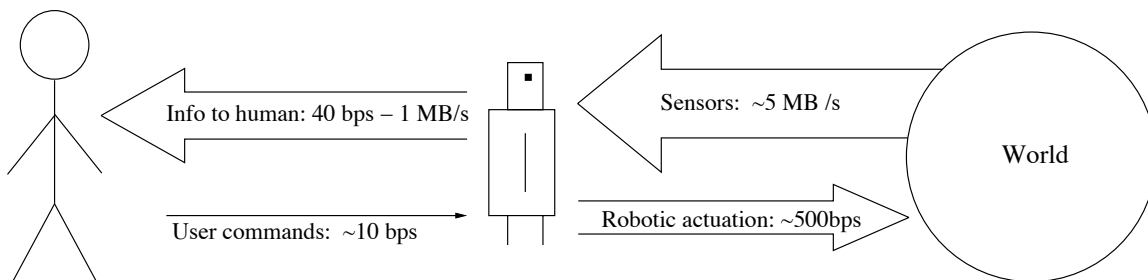 Info to human: 40 bps – 1 MB/s
Sensors: ~5 MB /s
World
User commands: ~10 bps
Robotic actuation: ~500bps